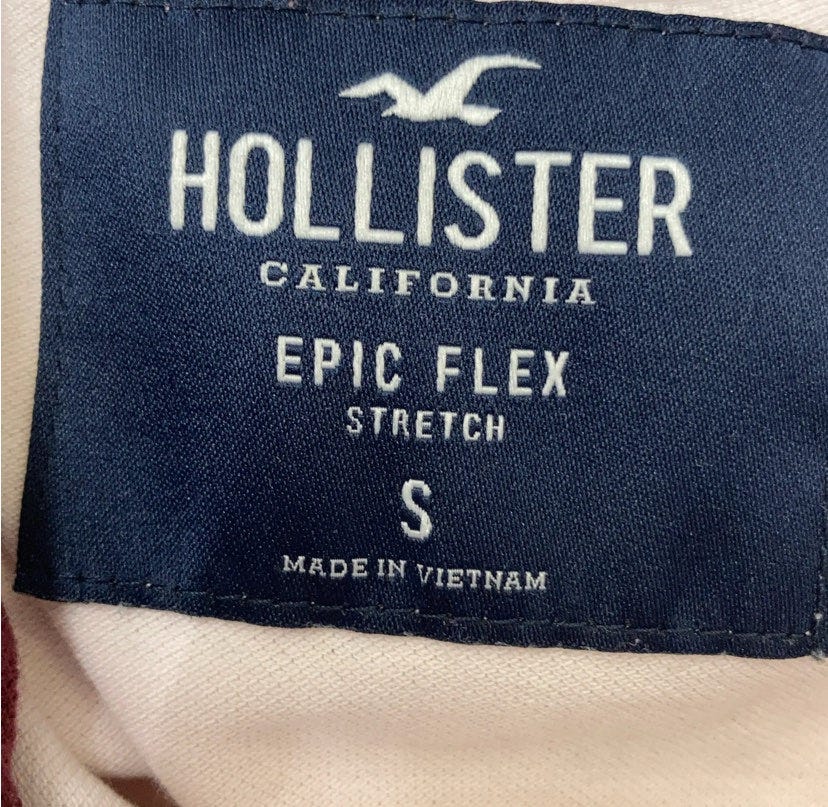 HOLLISTER
CALIFORNIA
EPIC FLEX
STRETCH
S
MADE IN VIETNAM